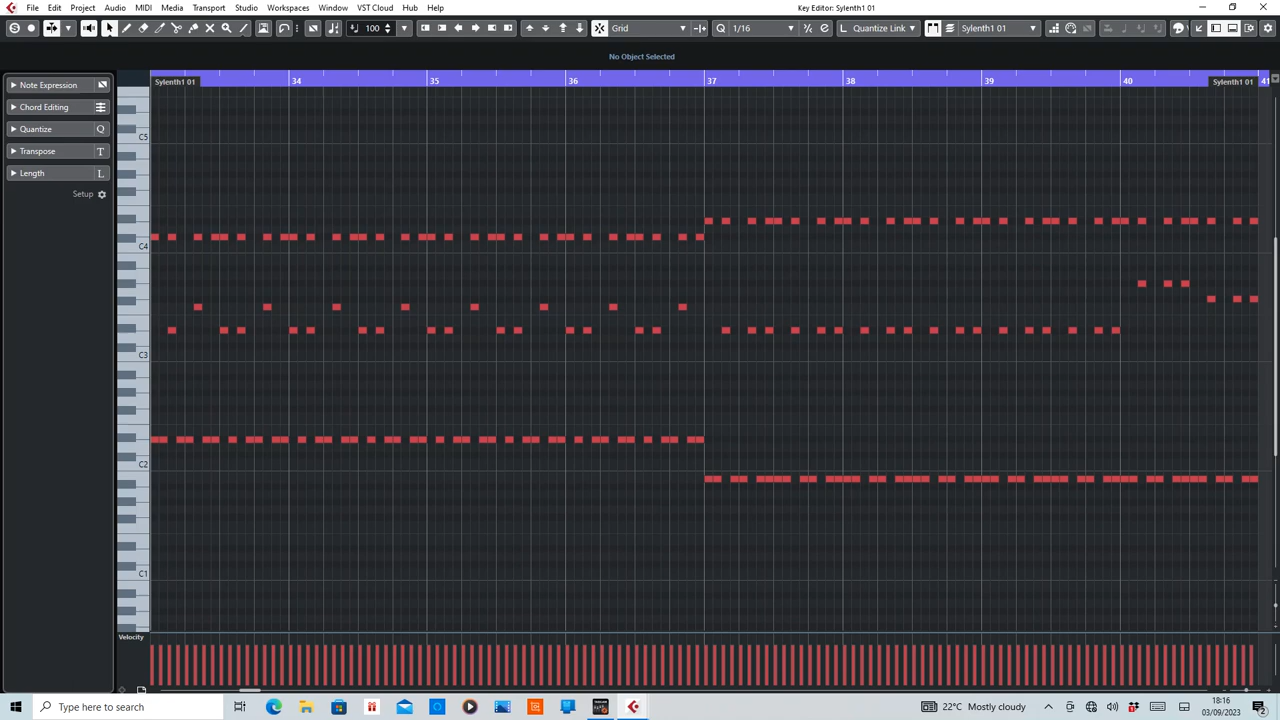 File Edit Project Audio MIDI Media Transport Studio Workspaces Window VST Cloud Hub Help
Key Editor: Sylenth1 01
100 Grid 1/16 Quantize Link Sylenth1 01
No Object Selected
Sylenth1 01 34 35 36 37 38 39 40 Sylenth1 01 41
Note Expression
Chord Editing
Quantize Q
Transpose T
Length L
Setup
C5
C4
C3
C2
C1
Velocity
Type here to search
22°C Mostly cloudy
18:16
03/09/2023
2